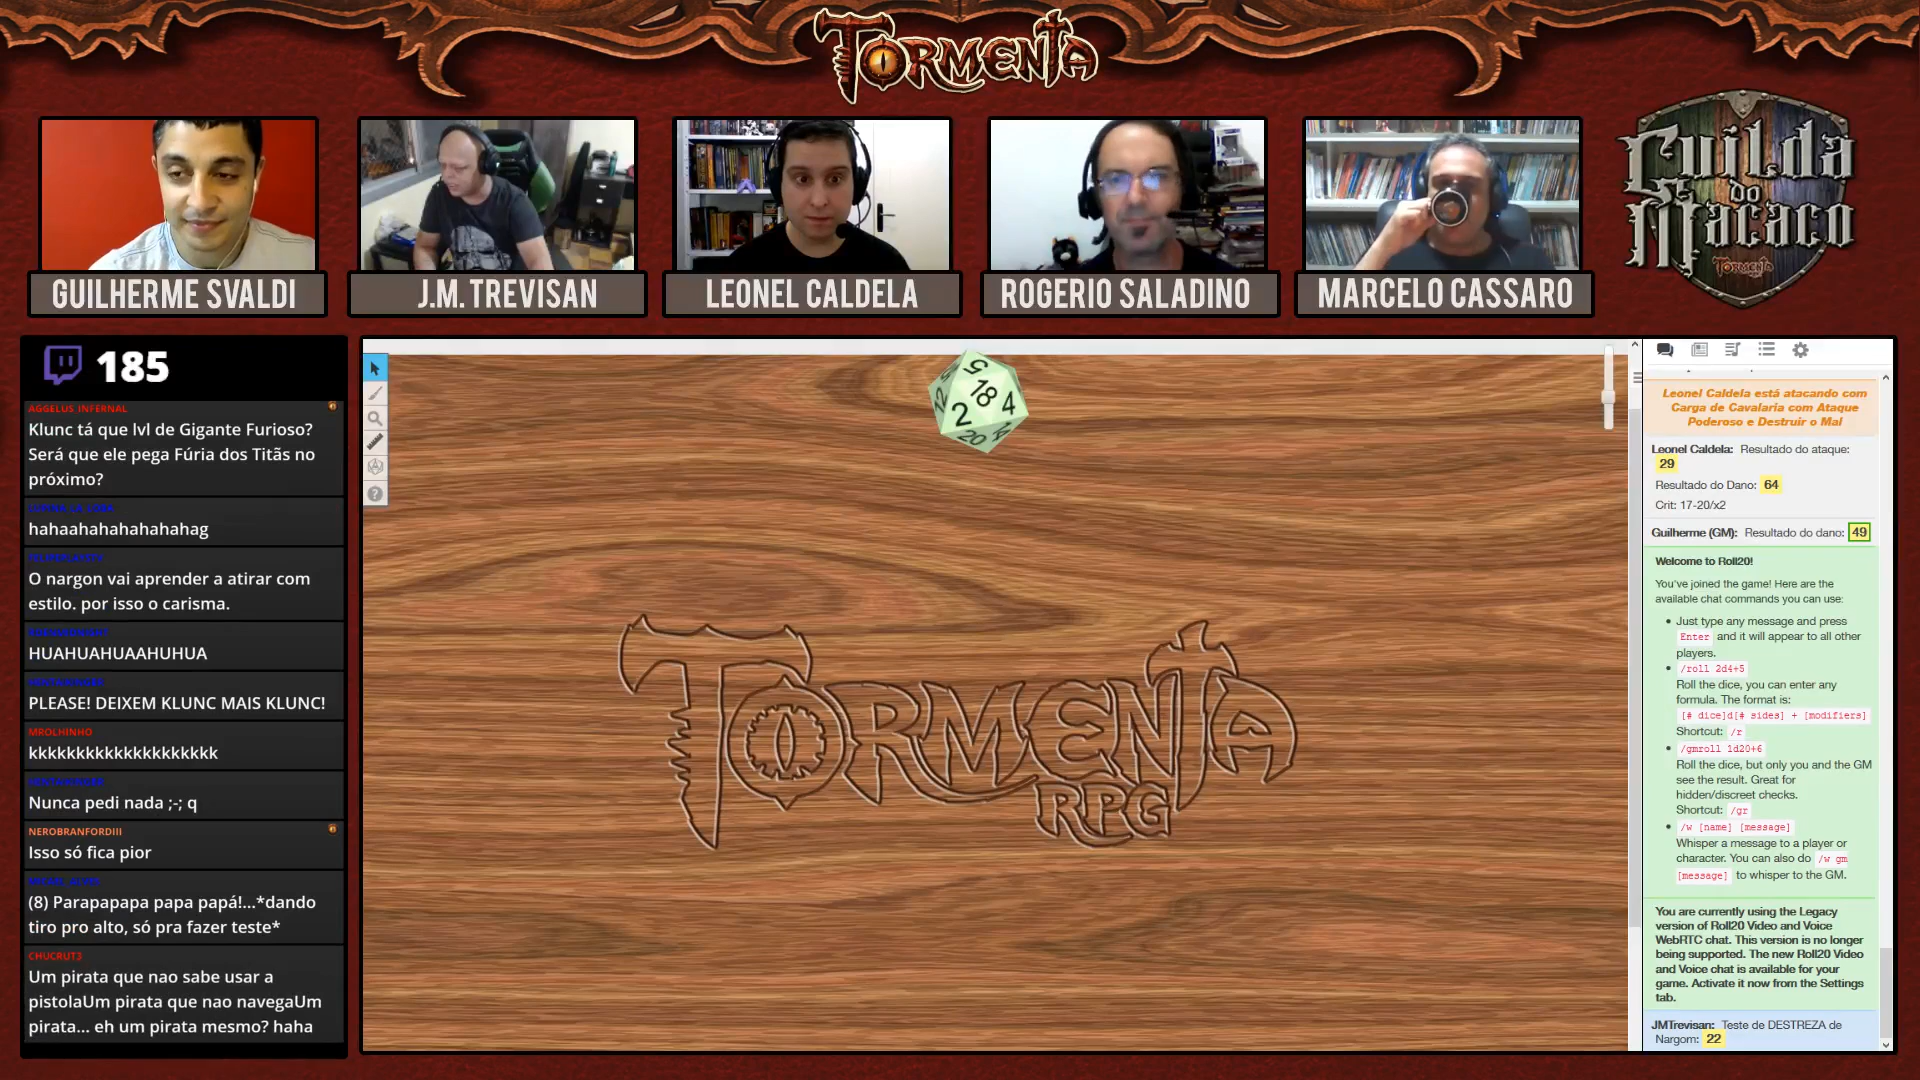 TORMENTA
Guilda
do
Macaco
TORMENTA
GUILHERME SVALDI
J.M. TREVISAN
LEONEL CALDELA
ROGERIO SALADINO
MARCELO CASSARO
185
AGGELUS INFERNAL
Klunc tá que lvl de Gigante Furioso?
Será que ele pega Fúria dos Titãs no
próximo?
hahaahahahahahahag
O nargon vai aprender a atirar com
estilo. por isso o carisma.
HUAHUAHUAAHUHUA
PLEASE! DEIXEM KLUNC MAIS KLUNC!
MROLHINHO
kkkkkkkkkkkkkkkkkkkk
Nunca pedi nada ;-; q
NEROBRANFORDIII
Isso só fica pior
(8) Parapapapa papa papá!...*dando
tiro pro alto, só pra fazer teste*
CHUCRUT3
Um pirata que nao sabe usar a
pistolaUm pirata que nao navegaUm
pirata... eh um pirata mesmo? haha
5
18
12
2
4
20
14
TORMENTA
RPG
Leonel Caldela está atacando com
Carga de Cavalaria com Ataque
Poderoso e Destruir o Mal
Leonel Caldela: Resultado do ataque:
29
Resultado do Dano: 64
Crit: 17-20/x2
Guilherme (GM): Resultado do dano: 49
Welcome to Roll20!
You've joined the game! Here are the
available chat commands you can use:
• Just type any message and press
Enter and it will appear to all other
players.
• /roll 2d4+5
Roll the dice, you can enter any
formula. The format is:
[# dice]d[# sides] + [modifiers]
Shortcut: /r
• /gmroll 1d20+6
Roll the dice, but only you and the GM
see the result. Great for
hidden/discreet checks.
Shortcut: /gr
• /w [name] [message]
Whisper a message to a player or
character. You can also do /w gm
[message] to whisper to the GM.
You are currently using the Legacy
version of Roll20 Video and Voice
WebRTC chat. This version is no longer
being supported. The new Roll20 Video
and Voice chat is available for your
game. Activate it now from the Settings
tab.
JMTrevisan: Teste de DESTREZA de
Nargom: 22